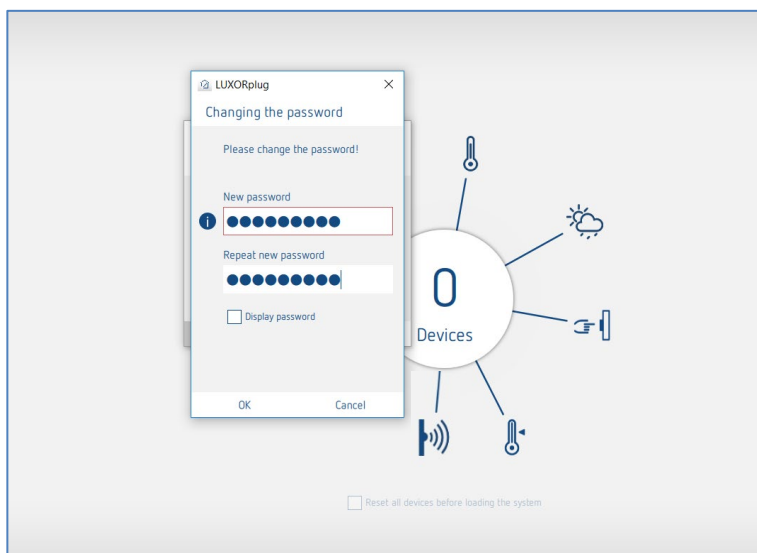 LUXORplug
Changing the password
Please change the password!
New password
Repeat new password
Display password
OK Cancel
0
Devices
Reset all devices before loading the system